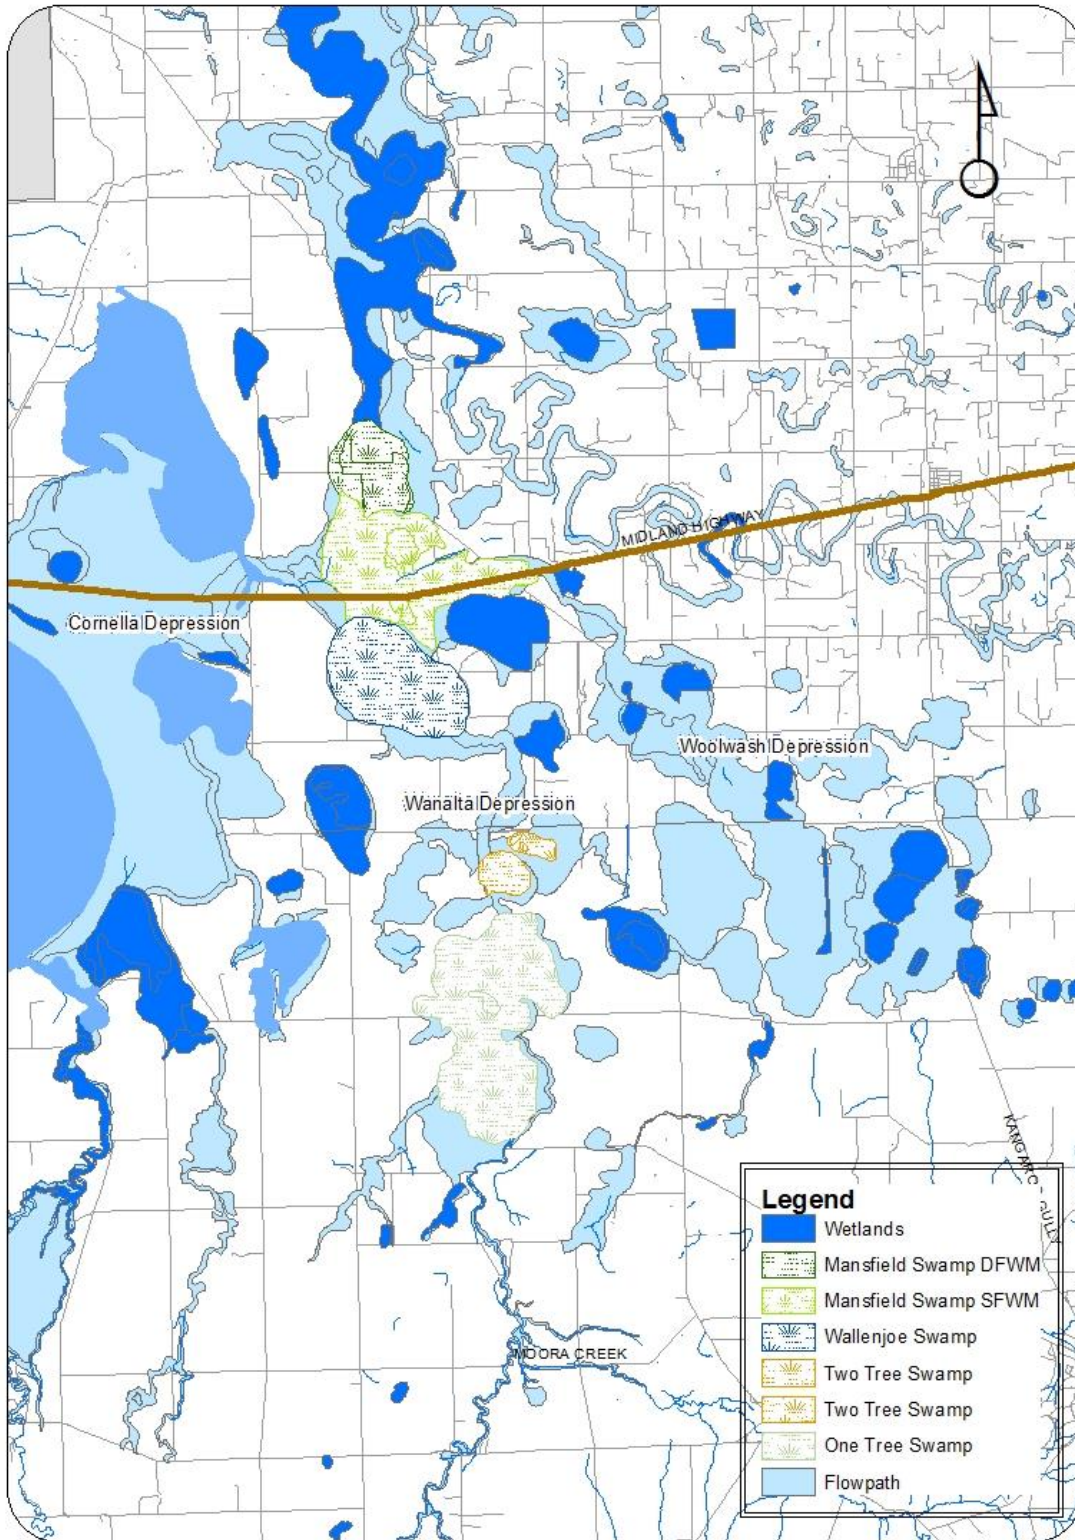 MIDLAND HIGHWAY
Cornella Depression
Woolwash Depression
Wanalta Depression
MOORA CREEK
Legend
Wetlands
Mansfield Swamp DFWM
Mansfield Swamp SFWM
Wallenjoe Swamp
Two Tree Swamp
Two Tree Swamp
One Tree Swamp
Flowpath